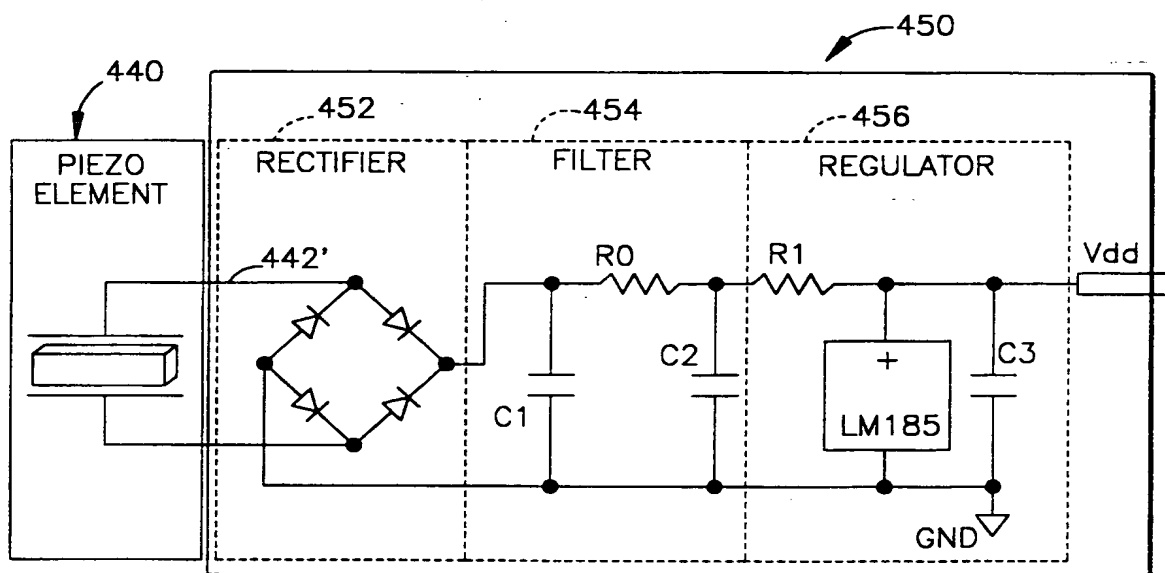 450
440
452
454
456
PIEZO
ELEMENT
RECTIFIER
FILTER
REGULATOR
442'
R0
R1
Vdd
C1
C2
+
LM185
C3
GND